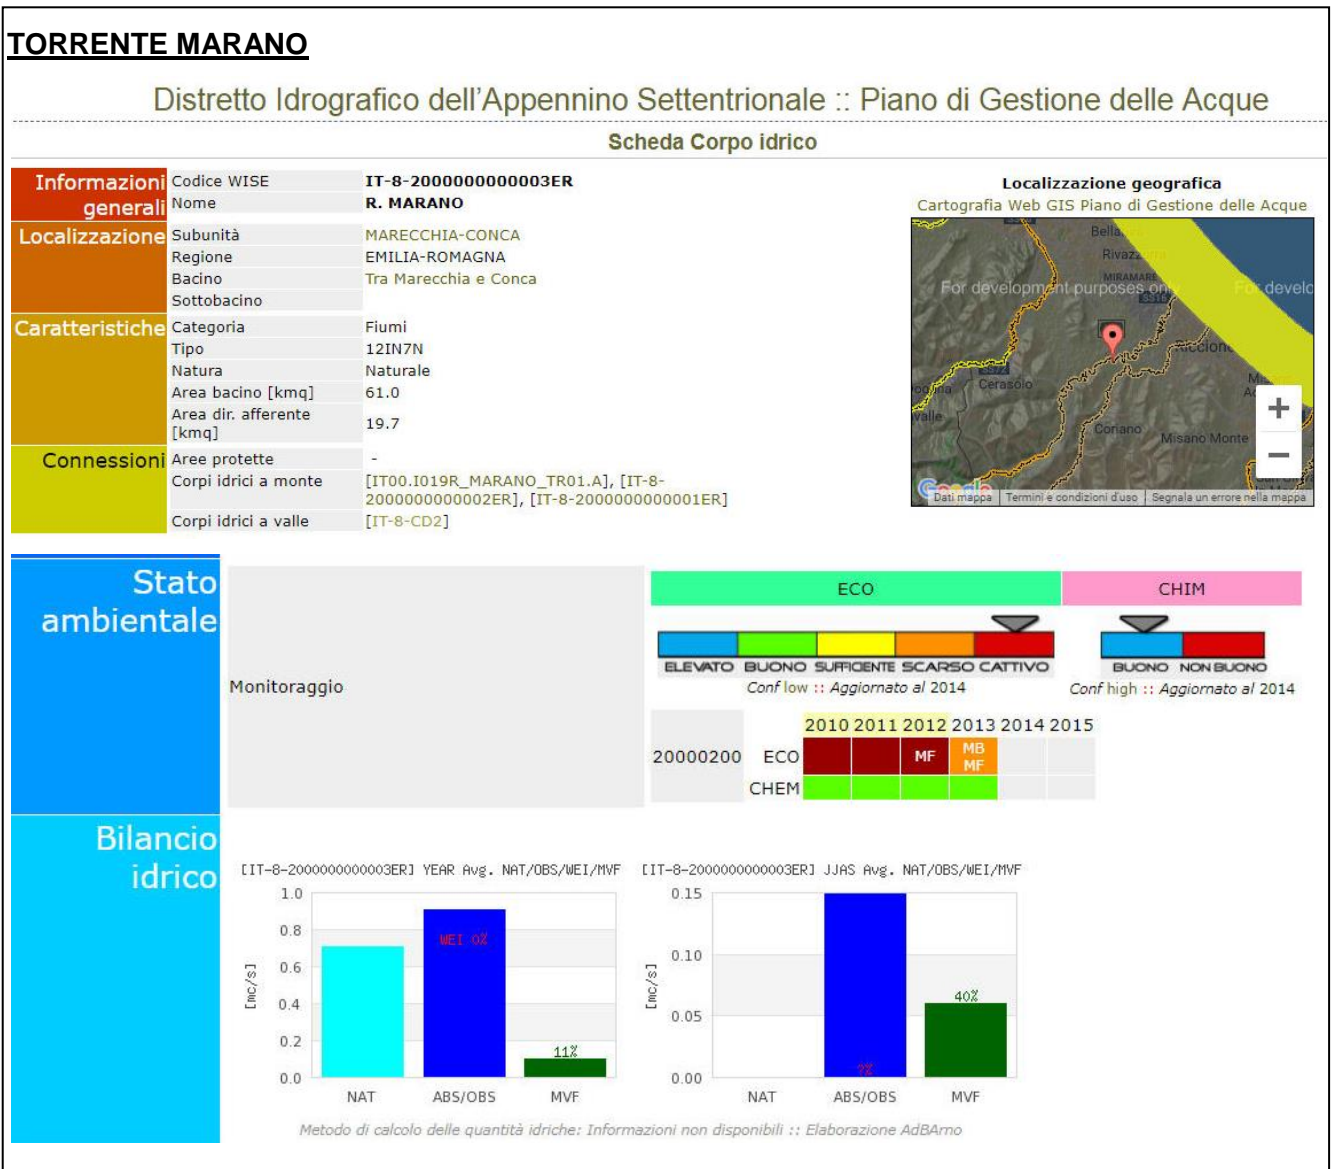 TORRENTE MARANO
Distretto Idrografico dell'Appennino Settentrionale :: Piano di Gestione delle Acque
Scheda Corpo idrico
Informazioni generali
Codice WISE IT-8-2000000000003ER
Nome R. MARANO
Localizzazione
Subunità MARECCHIA-CONCA
Regione EMILIA-ROMAGNA
Bacino Tra Marecchia e Conca
Sottobacino
Caratteristiche
Categoria Fiumi
Tipo 12IN7N
Natura Naturale
Area bacino [kmq] 61.0
Area dir. afferente
[kmq] 19.7
Connessioni
Aree protette -
Corpi idrici a monte [IT00.I019R_MARANO_TR01.A], [IT-8-
2000000000002ER], [IT-8-2000000000001ER]
Corpi idrici a valle [IT-8-CD2]
Localizzazione geografica
Cartografia Web GIS Piano di Gestione delle Acque
MIRAMARE
For development purposes only For develo
SS16
Riccione
SS72
Cerasolo
Coriano
Misano Monte
+
−
Google
Dati mappa Termini e condizioni d'uso Segnala un errore nella mappa
Stato
ambientale
Monitoraggio
ECO CHIM
ELEVATO BUONO SUFFICIENTE SCARSO CATTIVO BUONO NON BUONO
Conf low :: Aggiornato al 2014 Conf high :: Aggiornato al 2014
2010 2011 2012 2013 2014 2015
20000200 ECO MF MB
MF
CHEM
Bilancio
idrico
[IT-8-2000000000003ER] YEAR Avg. NAT/OBS/WEI/MVF
1.0
0.8
0.6
0.4
0.2
0.0
[mc/s]
WEI 0%
11%
NAT ABS/OBS MVF
[IT-8-2000000000003ER] JJAS Avg. NAT/OBS/WEI/MVF
0.15
0.10
0.05
0.00
[mc/s]
?%
40%
NAT ABS/OBS MVF
Metodo di calcolo delle quantità idriche: Informazioni non disponibili :: Elaborazione AdBArno